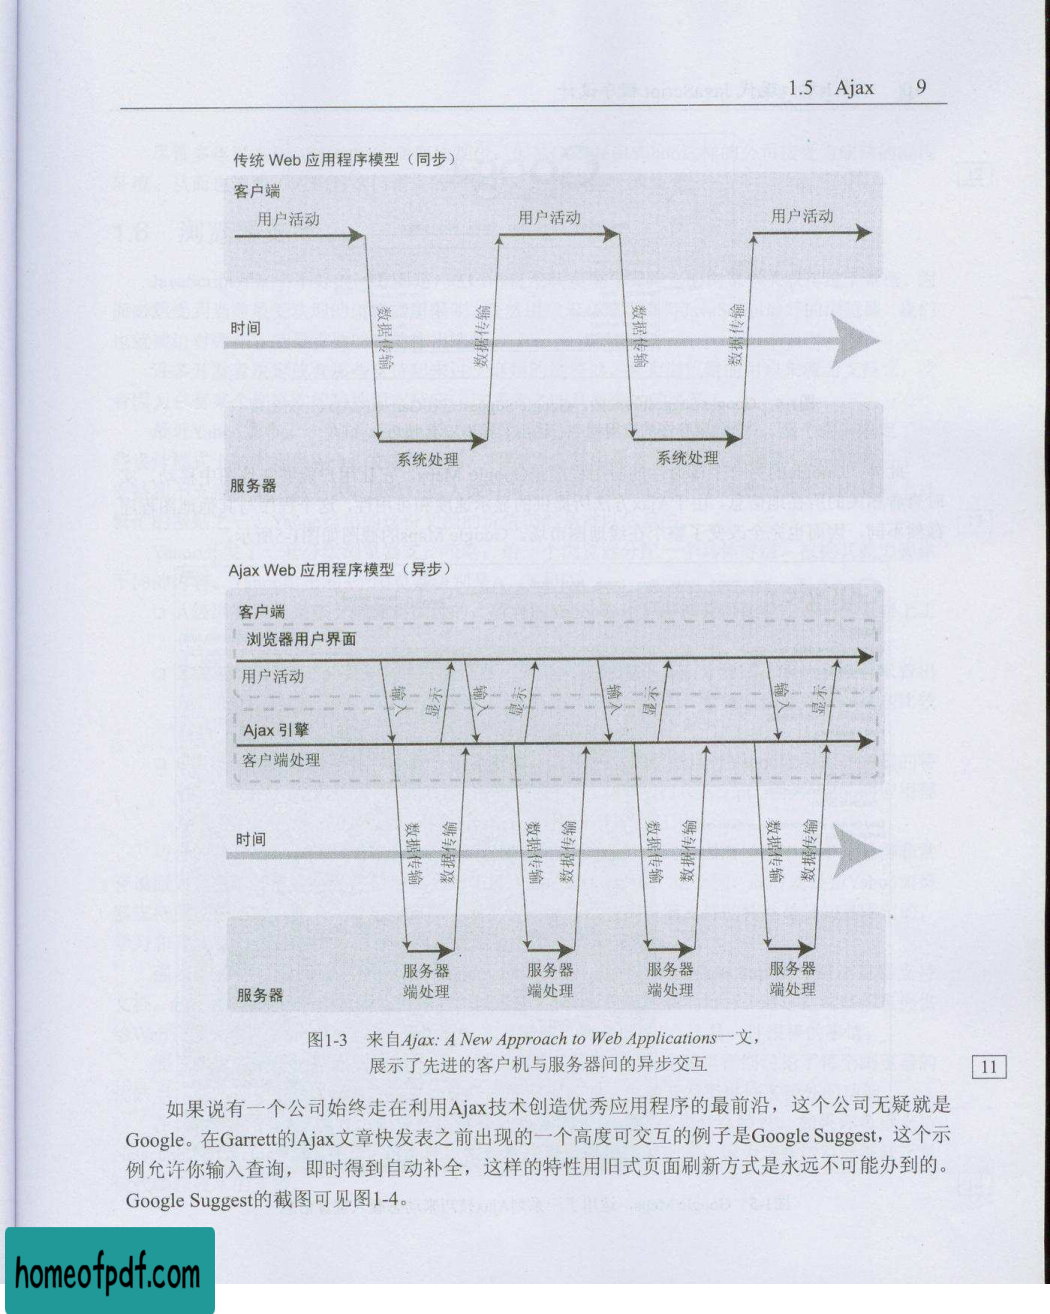 1.5 Ajax 9
传统 Web 应用程序模型（同步）
客户端
用户活动 用户活动 用户活动
时间
数据传输 数据传输 数据传输 数据传输
系统处理 系统处理
服务器
Ajax Web 应用程序模型（异步）
客户端
浏览器用户界面
用户活动
输入 显示 输入 显示 输入 显示 输入 显示
Ajax 引擎
客户端处理
时间
数据传输 数据传输 数据传输 数据传输 数据传输 数据传输 数据传输 数据传输
服务器 服务器 服务器 服务器
端处理 端处理 端处理 端处理
服务器
图1-3 来自Ajax: A New Approach to Web Applications一文，
展示了先进的客户机与服务器间的异步交互
11
如果说有一个公司始终走在利用Ajax技术创造优秀应用程序的最前沿，这个公司无疑就是
Google。在Garrett的Ajax文章快发表之前出现的一个高度可交互的例子是Google Suggest，这个示
例允许你输入查询，即时得到自动补全，这样的特性用旧式页面刷新方式是永远不可能办到的。
Google Suggest的截图可见图1-4。
homeofpdf.com